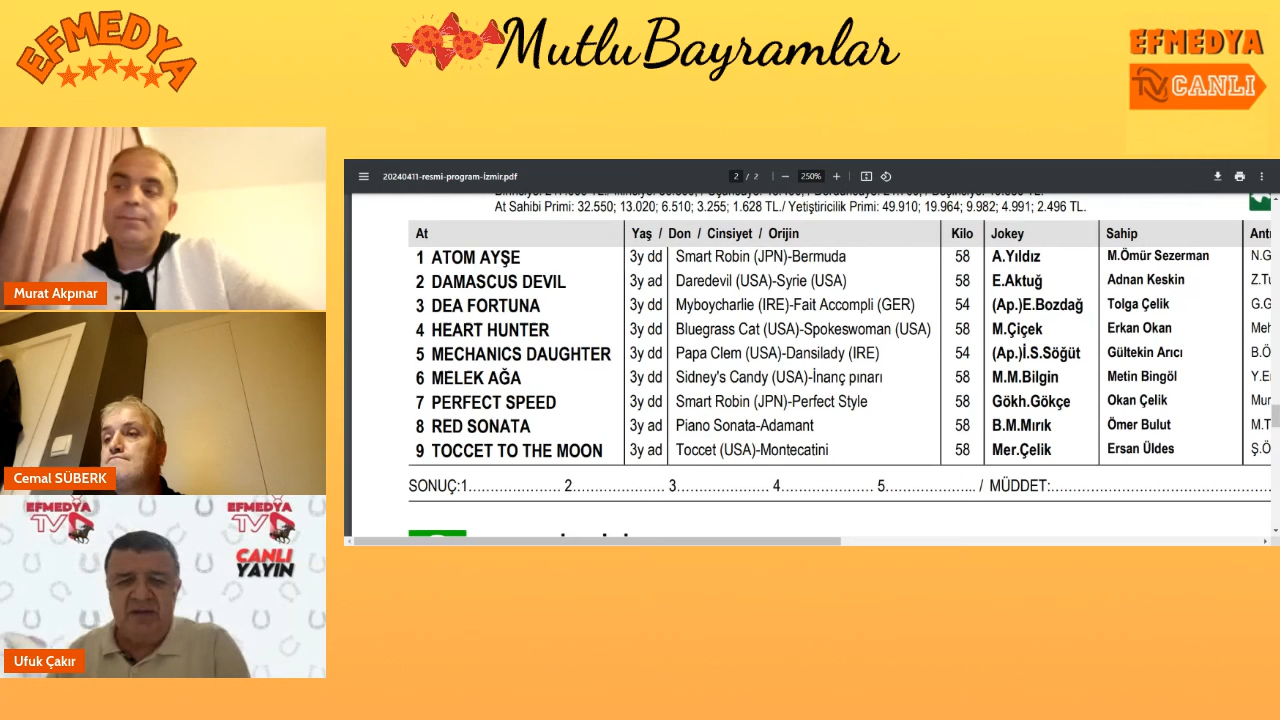 EFMEDYA
Mutlu Bayramlar
EFMEDYA
TV CANLI
Murat Akpınar
Cemal SÜBERK
EFMEDYA
TV
EFMEDYA
TV
CANLI
YAYIN
Ufuk Çakır
20240411-resmi-program-İzmir.pdf
2 / 2
250%
At Sahibi Primi: 32.550; 13.020; 6.510; 3.255; 1.628 TL./ Yetiştiricilik Primi: 49.910; 19.964; 9.982; 4.991; 2.496 TL.
At Yaş / Don / Cinsiyet / Orijin Kilo Jokey Sahip Antr
1 ATOM AYŞE 3y dd Smart Robin (JPN)-Bermuda 58 A.Yıldız M.Ömür Sezerman N.G
2 DAMASCUS DEVIL 3y ad Daredevil (USA)-Syrie (USA) 58 E.Aktuğ Adnan Keskin Z.Tu
3 DEA FORTUNA 3y dd Myboycharlie (IRE)-Fait Accompli (GER) 54 (Ap.)E.Bozdağ Tolga Çelik G.G
4 HEART HUNTER 3y dd Bluegrass Cat (USA)-Spokeswoman (USA) 58 M.Çiçek Erkan Okan Meh
5 MECHANICS DAUGHTER 3y dd Papa Clem (USA)-Dansilady (IRE) 54 (Ap.)İ.S.Söğüt Gültekin Arıcı B.Ö
6 MELEK AĞA 3y dd Sidney's Candy (USA)-İnanç pınarı 58 M.M.Bilgin Metin Bingöl Y.Er
7 PERFECT SPEED 3y dd Smart Robin (JPN)-Perfect Style 58 Gökh.Gökçe Okan Çelik Mur
8 RED SONATA 3y ad Piano Sonata-Adamant 58 B.M.Mırık Ömer Bulut M.T
9 TOCCET TO THE MOON 3y ad Toccet (USA)-Montecatini 58 Mer.Çelik Ersan Üldes Ş.Ö
SONUÇ:1..................... 2..................... 3..................... 4..................... 5..................... / MÜDDET:..................................................